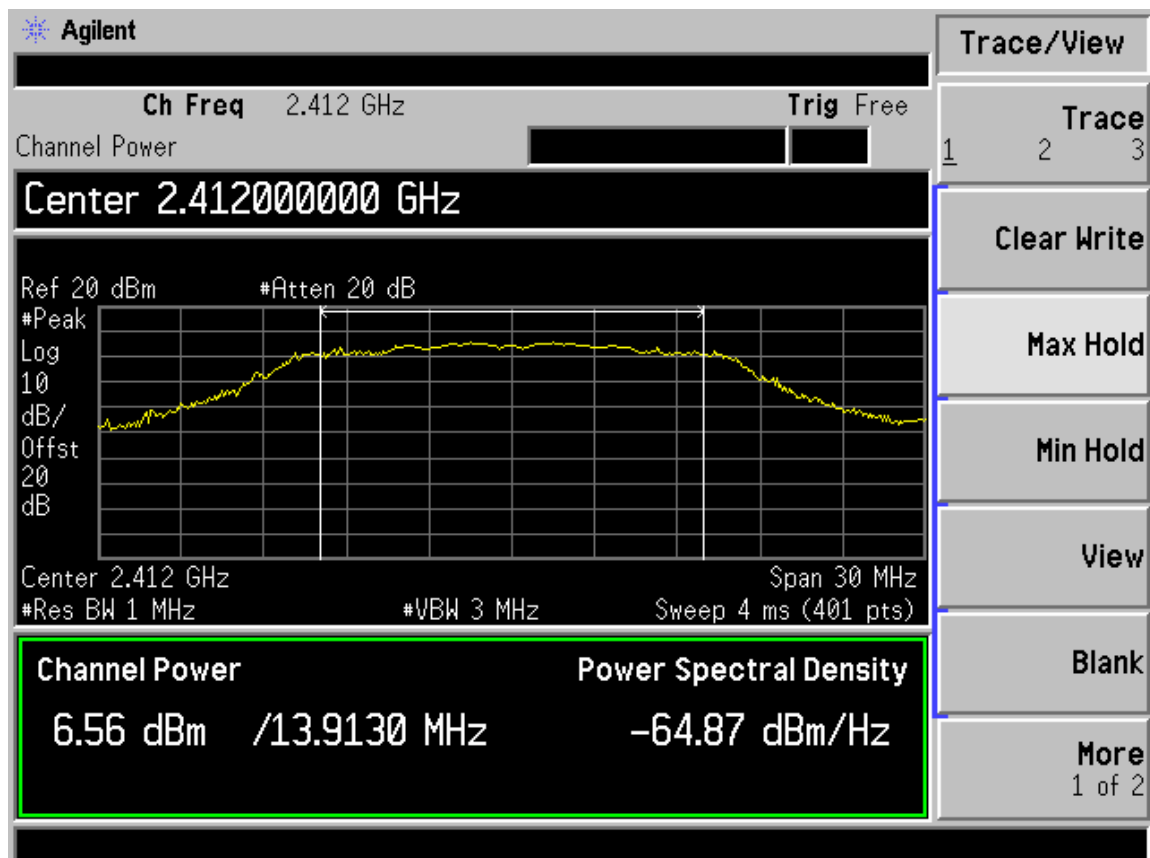 Agilent
Trace/View
Ch Freq 2.412 GHz Trig Free
Channel Power
Trace
1 2 3
Center 2.412000000 GHz
Clear Write
Ref 20 dBm #Atten 20 dB
#Peak
Log
10
dB/
Offst
20
dB
Max Hold
Min Hold
Center 2.412 GHz Span 30 MHz
#Res BW 1 MHz #VBW 3 MHz Sweep 4 ms (401 pts)
View
Channel Power Power Spectral Density
6.56 dBm /13.9130 MHz -64.87 dBm/Hz
Blank
More
1 of 2